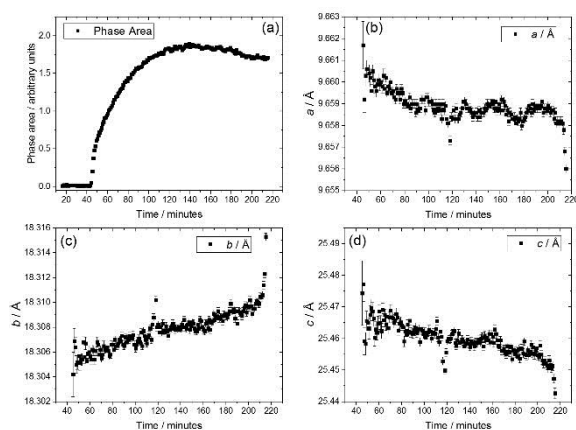 (a)
Phase Area
Phase area / arbitrary units
2.0
1.5
1.0
0.5
0.0
20 40 60 80 100 120 140 160 180 200 220
Time / minutes
(b)
a / Å
a / Å
9.663
9.662
9.661
9.660
9.659
9.658
9.657
9.656
9.655
40 60 80 100 120 140 160 180 200 220
Time / minutes
(c)
b / Å
b / Å
18.316
18.314
18.312
18.310
18.308
18.306
18.304
18.302
40 60 80 100 120 140 160 180 200 220
Time / minutes
(d)
c / Å
c / Å
25.49
25.48
25.47
25.46
25.45
25.44
40 60 80 100 120 140 160 180 200 220
Time / minutes